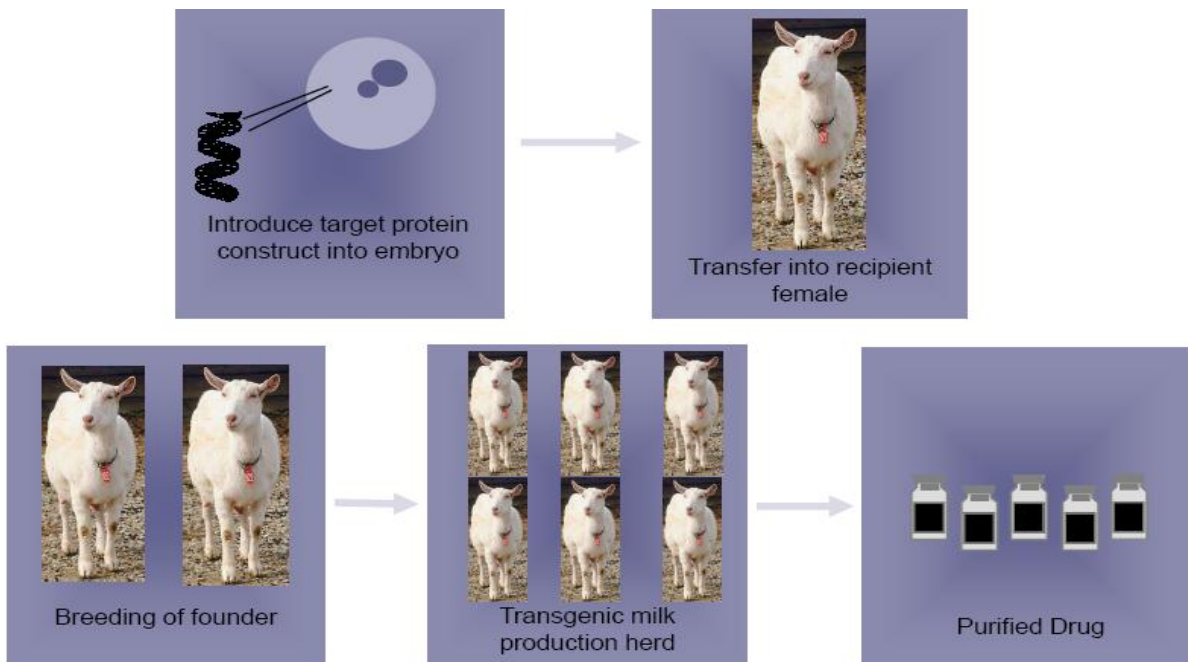 Introduce target protein
construct into embryo
Transfer into recipient
female
Breeding of founder
Transgenic milk
production herd
Purified Drug